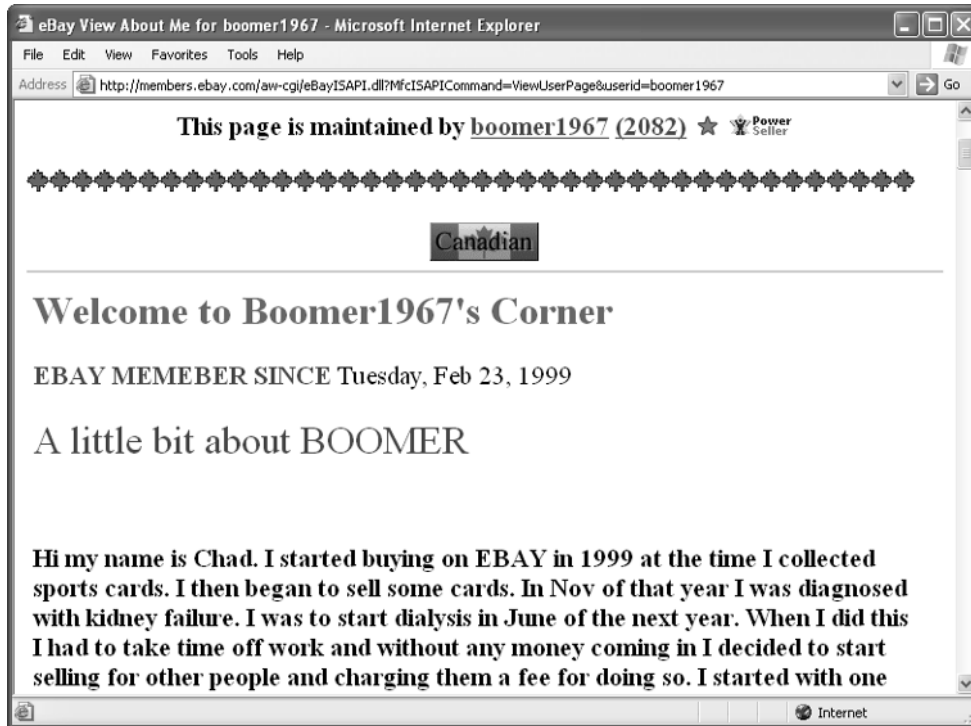 eBay View About Me for boomer1967 - Microsoft Internet Explorer
File Edit View Favorites Tools Help
Address http://members.ebay.com/aw-cgi/eBayISAPI.dll?MfcISAPICommand=ViewUserPage&userid=boomer1967 Go
This page is maintained by boomer1967 (2082) Power Seller
Canadian
Welcome to Boomer1967's Corner
EBAY MEMEBER SINCE Tuesday, Feb 23, 1999
A little bit about BOOMER
Hi my name is Chad. I started buying on EBAY in 1999 at the time I collected
sports cards. I then began to sell some cards. In Nov of that year I was diagnosed
with kidney failure. I was to start dialysis in June of the next year. When I did this
I had to take time off work and without any money coming in I decided to start
selling for other people and charging them a fee for doing so. I started with one
Internet